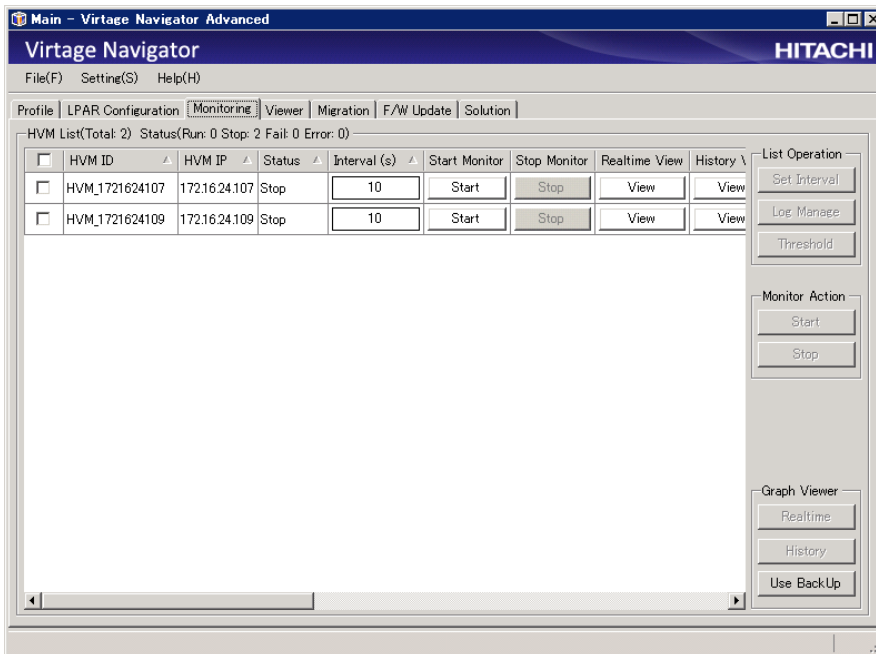 Main - Virtage Navigator Advanced
Virtage Navigator
HITACHI
File(F) Setting(S) Help(H)
Profile LPAR Configuration Monitoring Viewer Migration F/W Update Solution
HVM List(Total: 2) Status(Run: 0 Stop: 2 Fail: 0 Error: 0)
HVM ID HVM IP Status Interval (s) Start Monitor Stop Monitor Realtime View History V
HVM_1721624107 172.16.24.107 Stop 10 Start Stop View View
HVM_1721624109 172.16.24.109 Stop 10 Start Stop View View
List Operation
Set Interval
Log Manage
Threshold
Monitor Action
Start
Stop
Graph Viewer
Realtime
History
Use BackUp